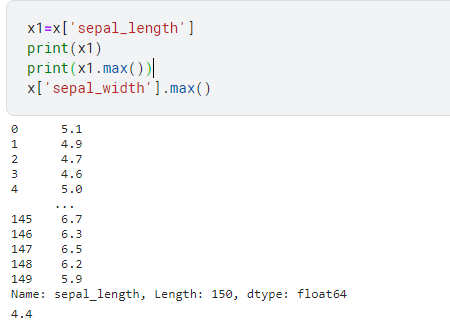 x1=x['sepal_length']
print(x1)
print(x1.max())
x['sepal_width'].max()
0      5.1
1      4.9
2      4.7
3      4.6
4      5.0
      ...
145    6.7
146    6.3
147    6.5
148    6.2
149    5.9
Name: sepal_length, Length: 150, dtype: float64
4.4